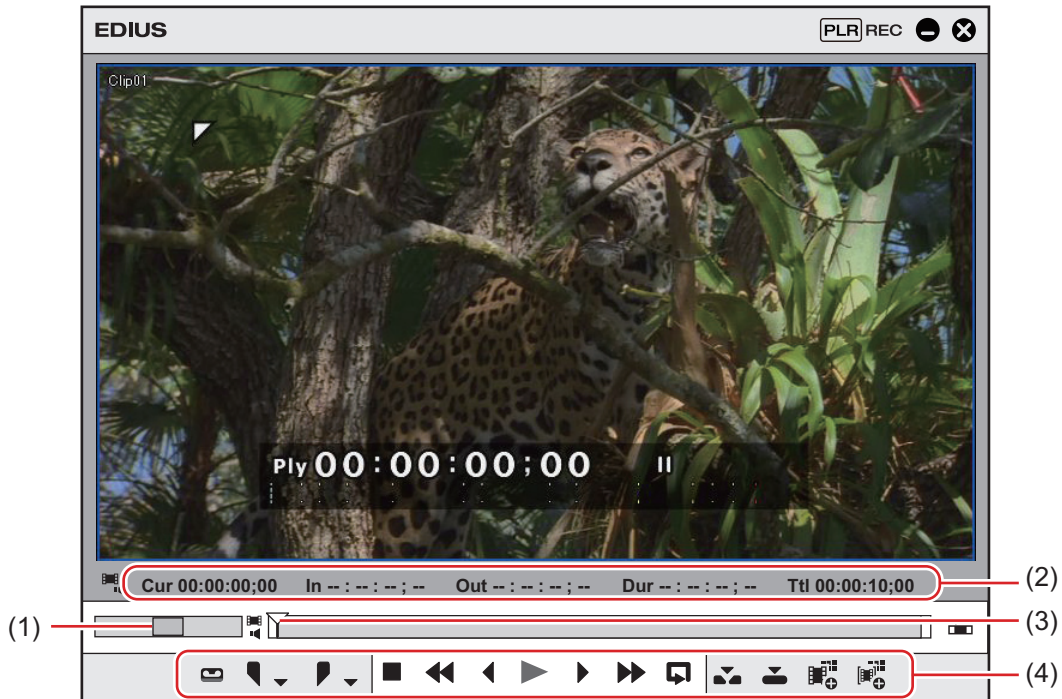 EDIUS
PLR REC
Clip01
Ply 00:00:00;00
Cur 00:00:00;00 In -- : -- : -- ; -- Out -- : -- : -- ; -- Dur -- : -- : -- ; -- Ttl 00:00:10;00
(2)
(1)
(3)
(4)